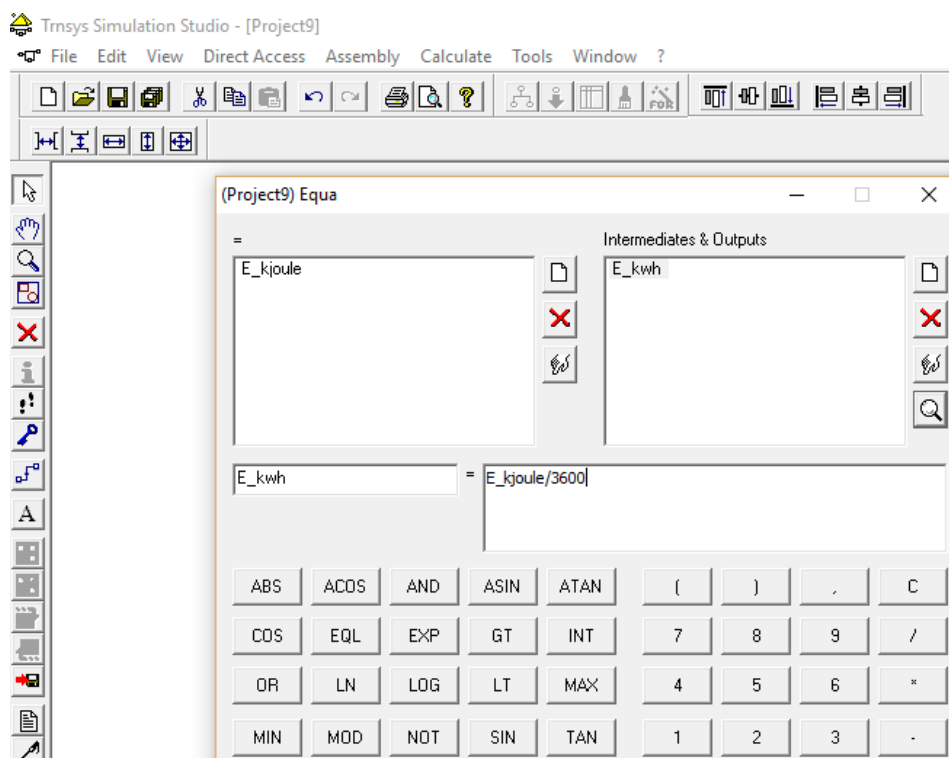 Trnsys Simulation Studio - [Project9]
File Edit View Direct Access Assembly Calculate Tools Window ?
FOR
(Project9) Equa
= Intermediates & Outputs
E_kjoule E_kwh
E_kwh = E_kjoule/3600
ABS ACOS AND ASIN ATAN ( ) , C
COS EQL EXP GT INT 7 8 9 /
OR LN LOG LT MAX 4 5 6 *
MIN MOD NOT SIN TAN 1 2 3 -
A